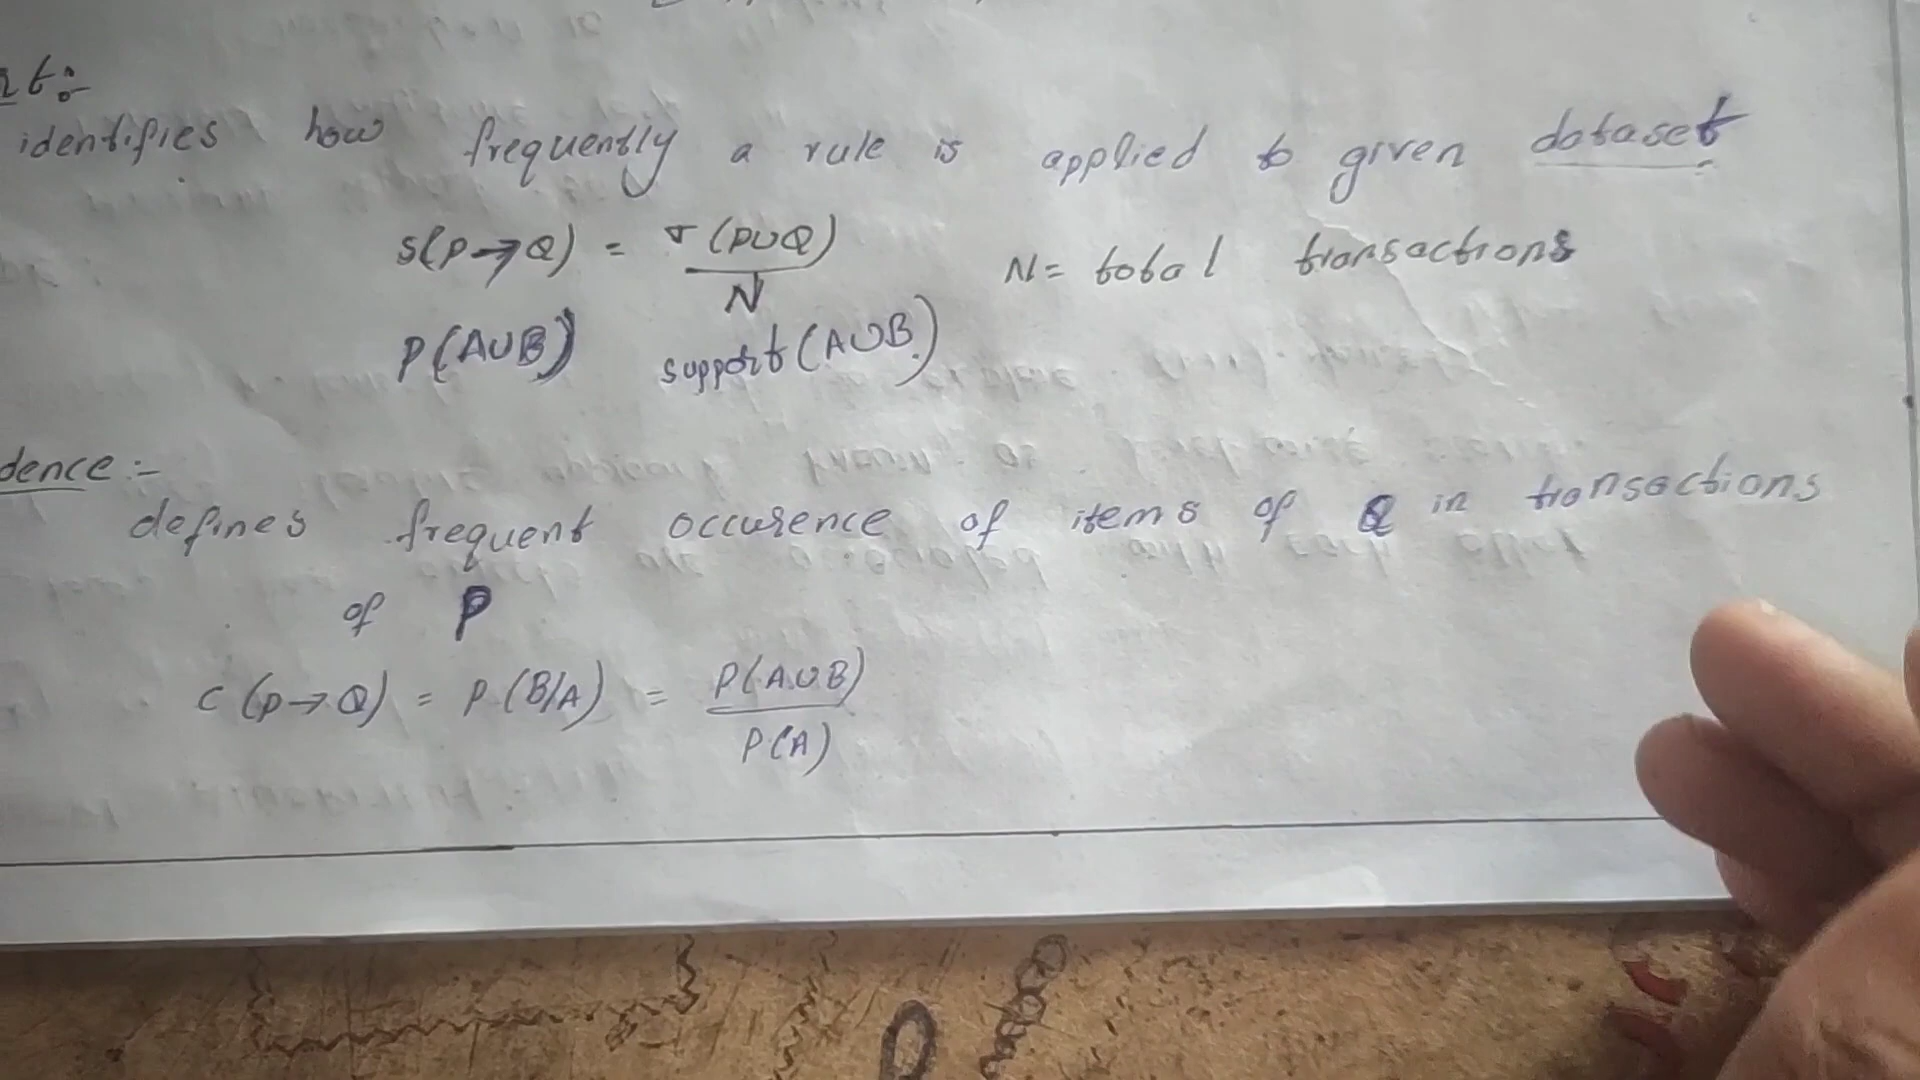 rt:-
identifies how frequently a rule is applied to given dataset
s(P→Q) = σ(P∪Q) / N N = total transactions
P(A∪B) support(A∪B)
dence :-
defines frequent occurence of items of Q in transactions
of P
c(P→Q) = P(B/A) = P(A∪B) / P(A)